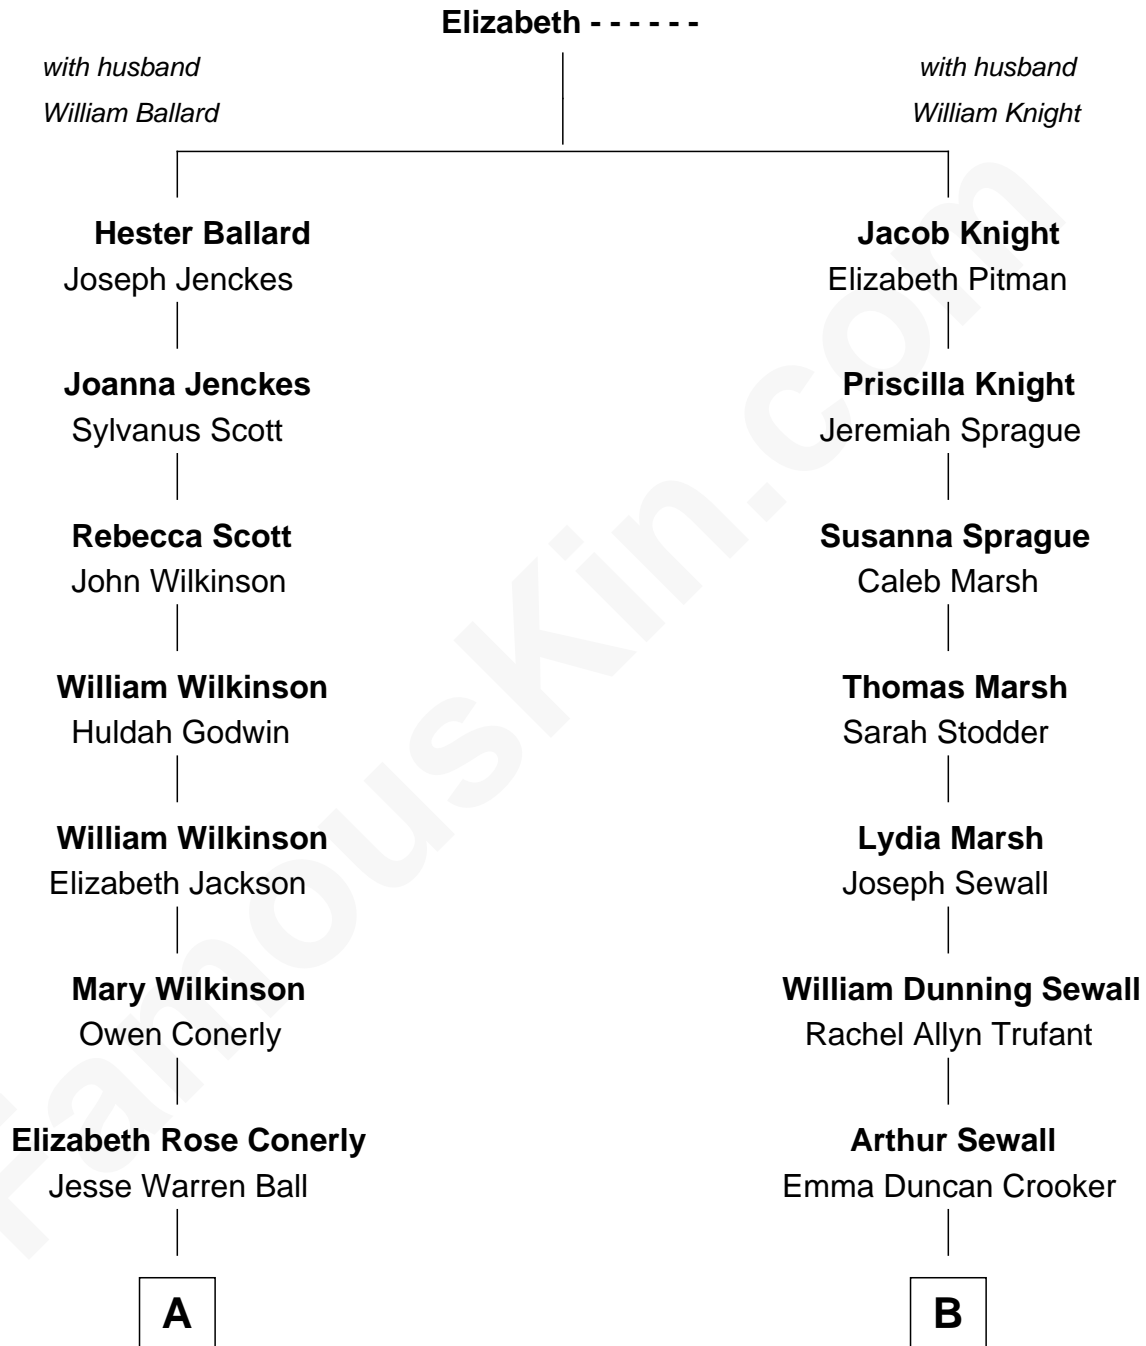 Elizabeth - - - - - -
with husband
William Ballard
with husband
William Knight
Hester Ballard
Joseph Jenckes
Jacob Knight
Elizabeth Pitman
Joanna Jenckes
Sylvanus Scott
Priscilla Knight
Jeremiah Sprague
Rebecca Scott
John Wilkinson
Susanna Sprague
Caleb Marsh
William Wilkinson
Huldah Godwin
Thomas Marsh
Sarah Stodder
William Wilkinson
Elizabeth Jackson
Lydia Marsh
Joseph Sewall
Mary Wilkinson
Owen Conerly
William Dunning Sewall
Rachel Allyn Trufant
Elizabeth Rose Conerly
Jesse Warren Ball
Arthur Sewall
Emma Duncan Crooker
A
B
FamousKin.com